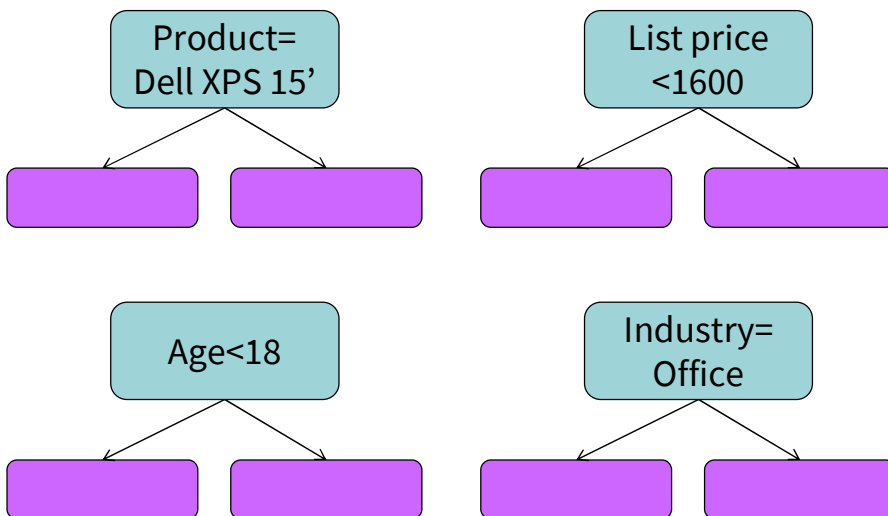 Product=
Dell XPS 15’
List price
<1600
Age<18
Industry=
Office